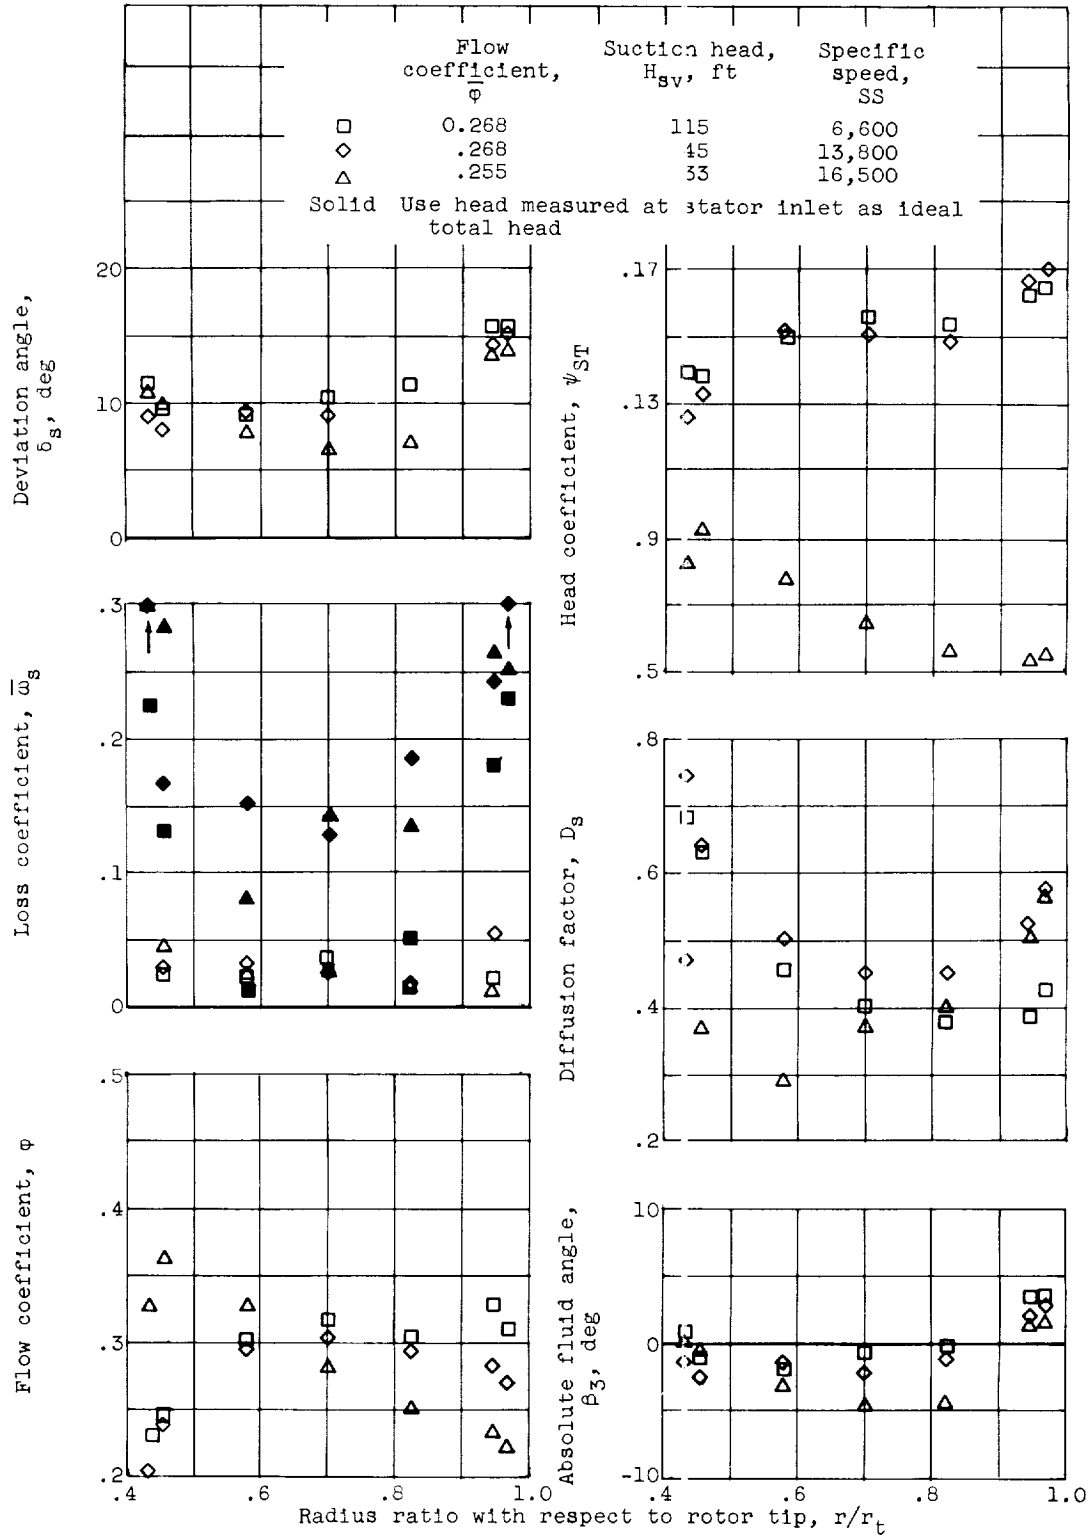 Flow coefficient, φ̅
Suction head, Hsv, ft
Specific speed, SS
□ 0.268 115 6,600
◇ .268 45 13,800
△ .255 33 16,500
Solid Use head measured at stator inlet as ideal
total head
Deviation angle,
δs, deg
20
10
0
Head coefficient, ψST
.17
.13
.9
.5
Loss coefficient, ω̅s
.3
.2
.1
0
Diffusion factor, Ds
.8
.6
.4
.2
Flow coefficient, φ
.5
.4
.3
.2
Absolute fluid angle,
β3, deg
10
0
-10
.4 .6 .8 1.0 .4 .6 .8 1.0
Radius ratio with respect to rotor tip, r/rt